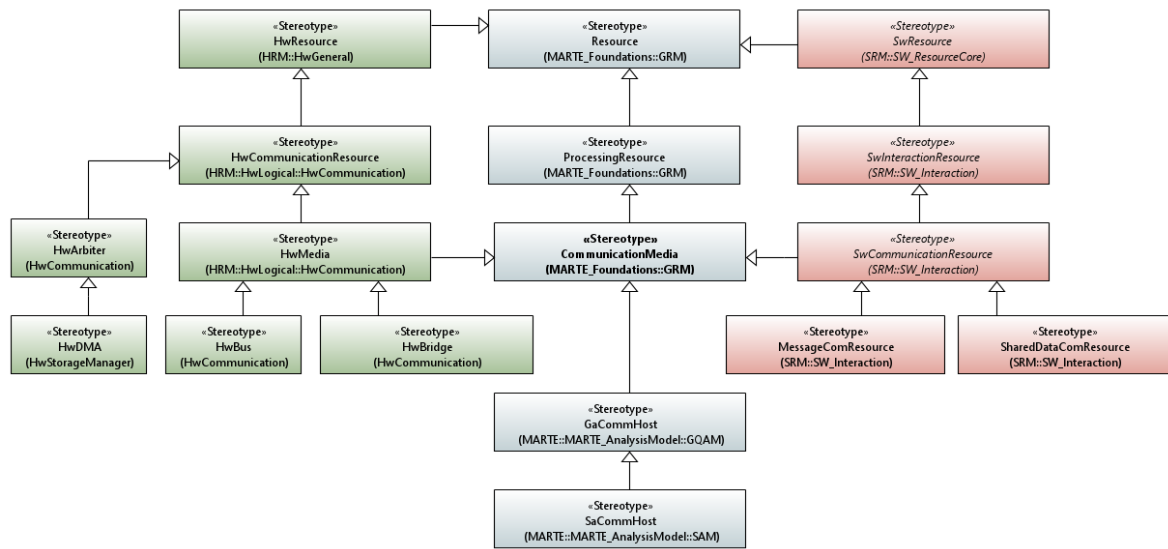 «Stereotype»
HwResource
(HRM::HwGeneral)
«Stereotype»
Resource
(MARTE_Foundations::GRM)
«Stereotype»
SwResource
(SRM::SW_ResourceCore)
«Stereotype»
HwCommunicationResource
(HRM::HwLogical::HwCommunication)
«Stereotype»
ProcessingResource
(MARTE_Foundations::GRM)
«Stereotype»
SwInteractionResource
(SRM::SW_Interaction)
«Stereotype»
HwArbiter
(HwCommunication)
«Stereotype»
HwMedia
(HRM::HwLogical::HwCommunication)
«Stereotype»
CommunicationMedia
(MARTE_Foundations::GRM)
«Stereotype»
SwCommunicationResource
(SRM::SW_Interaction)
«Stereotype»
HwDMA
(HwStorageManager)
«Stereotype»
HwBus
(HwCommunication)
«Stereotype»
HwBridge
(HwCommunication)
«Stereotype»
MessageComResource
(SRM::SW_Interaction)
«Stereotype»
SharedDataComResource
(SRM::SW_Interaction)
«Stereotype»
GaCommHost
(MARTE::MARTE_AnalysisModel::GQAM)
«Stereotype»
SaCommHost
(MARTE::MARTE_AnalysisModel::SAM)